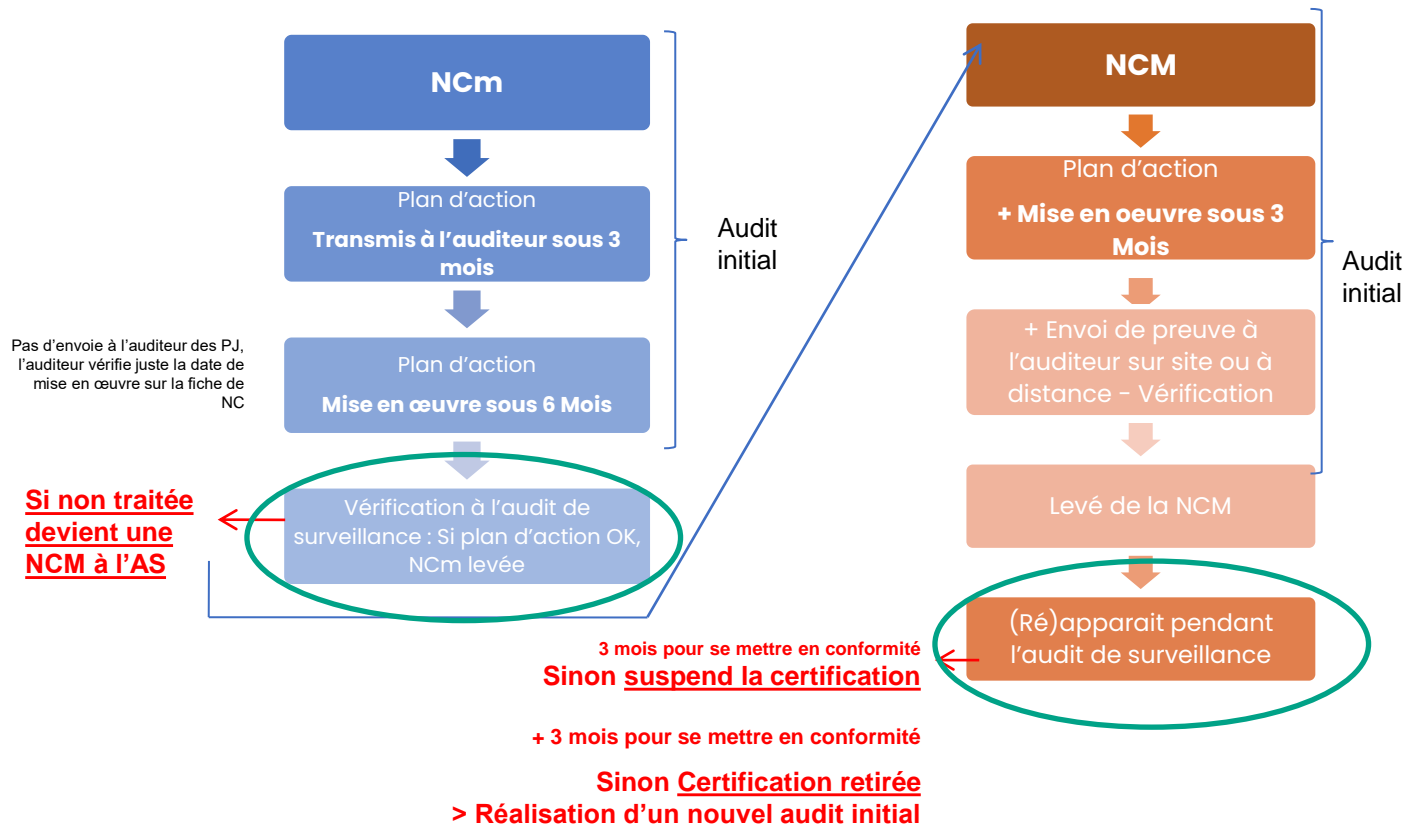 NCm
Plan d'action
Transmis à l'auditeur sous 3
mois
Plan d'action
Mise en œuvre sous 6 Mois
Vérification à l'audit de
surveillance : Si plan d'action OK,
NCm levée
Audit
initial
Pas d'envoie à l'auditeur des PJ,
l'auditeur vérifie juste la date de
mise en œuvre sur la fiche de
NC
Si non traitée
devient une
NCM à l'AS
NCM
Plan d'action
+ Mise en oeuvre sous 3
Mois
+ Envoi de preuve à
l'auditeur sur site ou à
distance - Vérification
Levé de la NCM
(Ré)apparait pendant
l'audit de surveillance
Audit
initial
3 mois pour se mettre en conformité
Sinon suspend la certification
+ 3 mois pour se mettre en conformité
Sinon Certification retirée
> Réalisation d'un nouvel audit initial